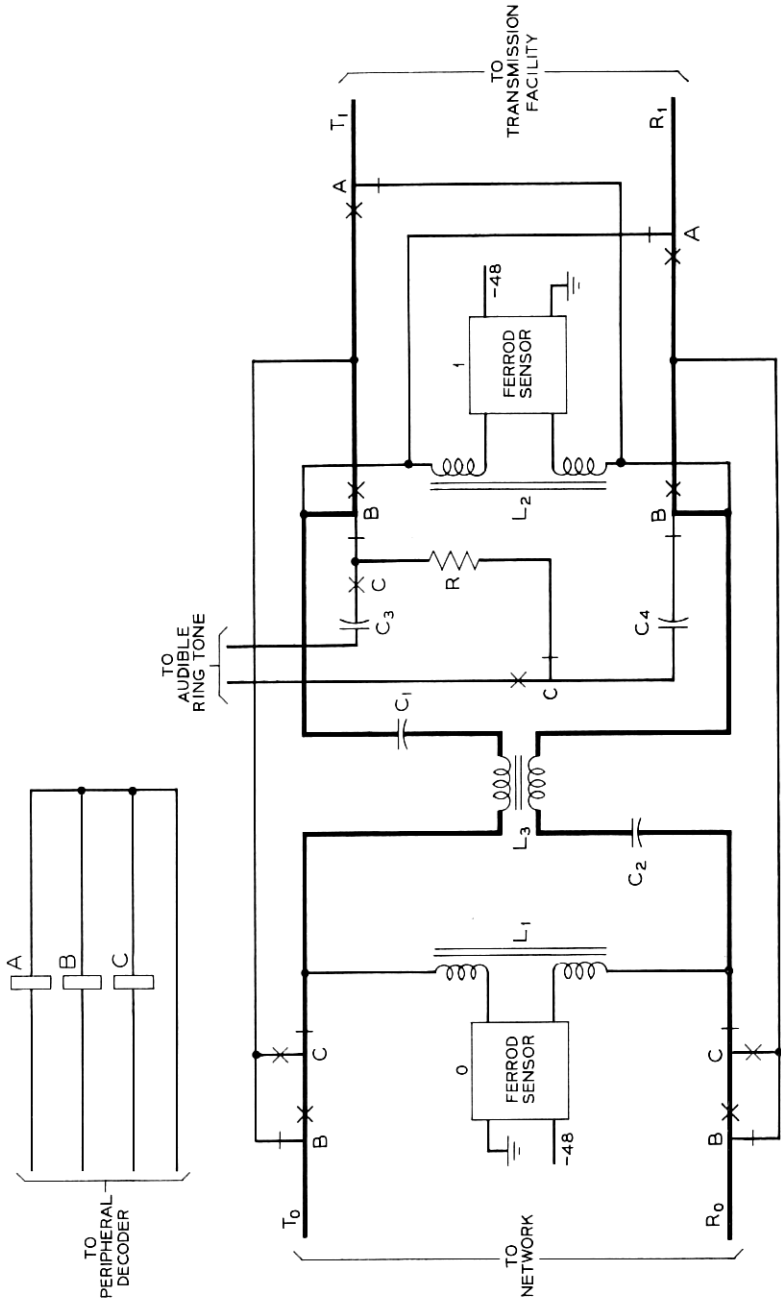 TO
PERIPHERAL
DECODER
A
B
C
TO
NETWORK
T0
R0
B
C
B
C
0
FERROD
SENSOR
-48
L1
L3
C1
C2
TO
AUDIBLE
RING TONE
C3
C
R
C
C4
B
B
L2
1
FERROD
SENSOR
-48
A
A
T1
R1
TO
TRANSMISSION
FACILITY